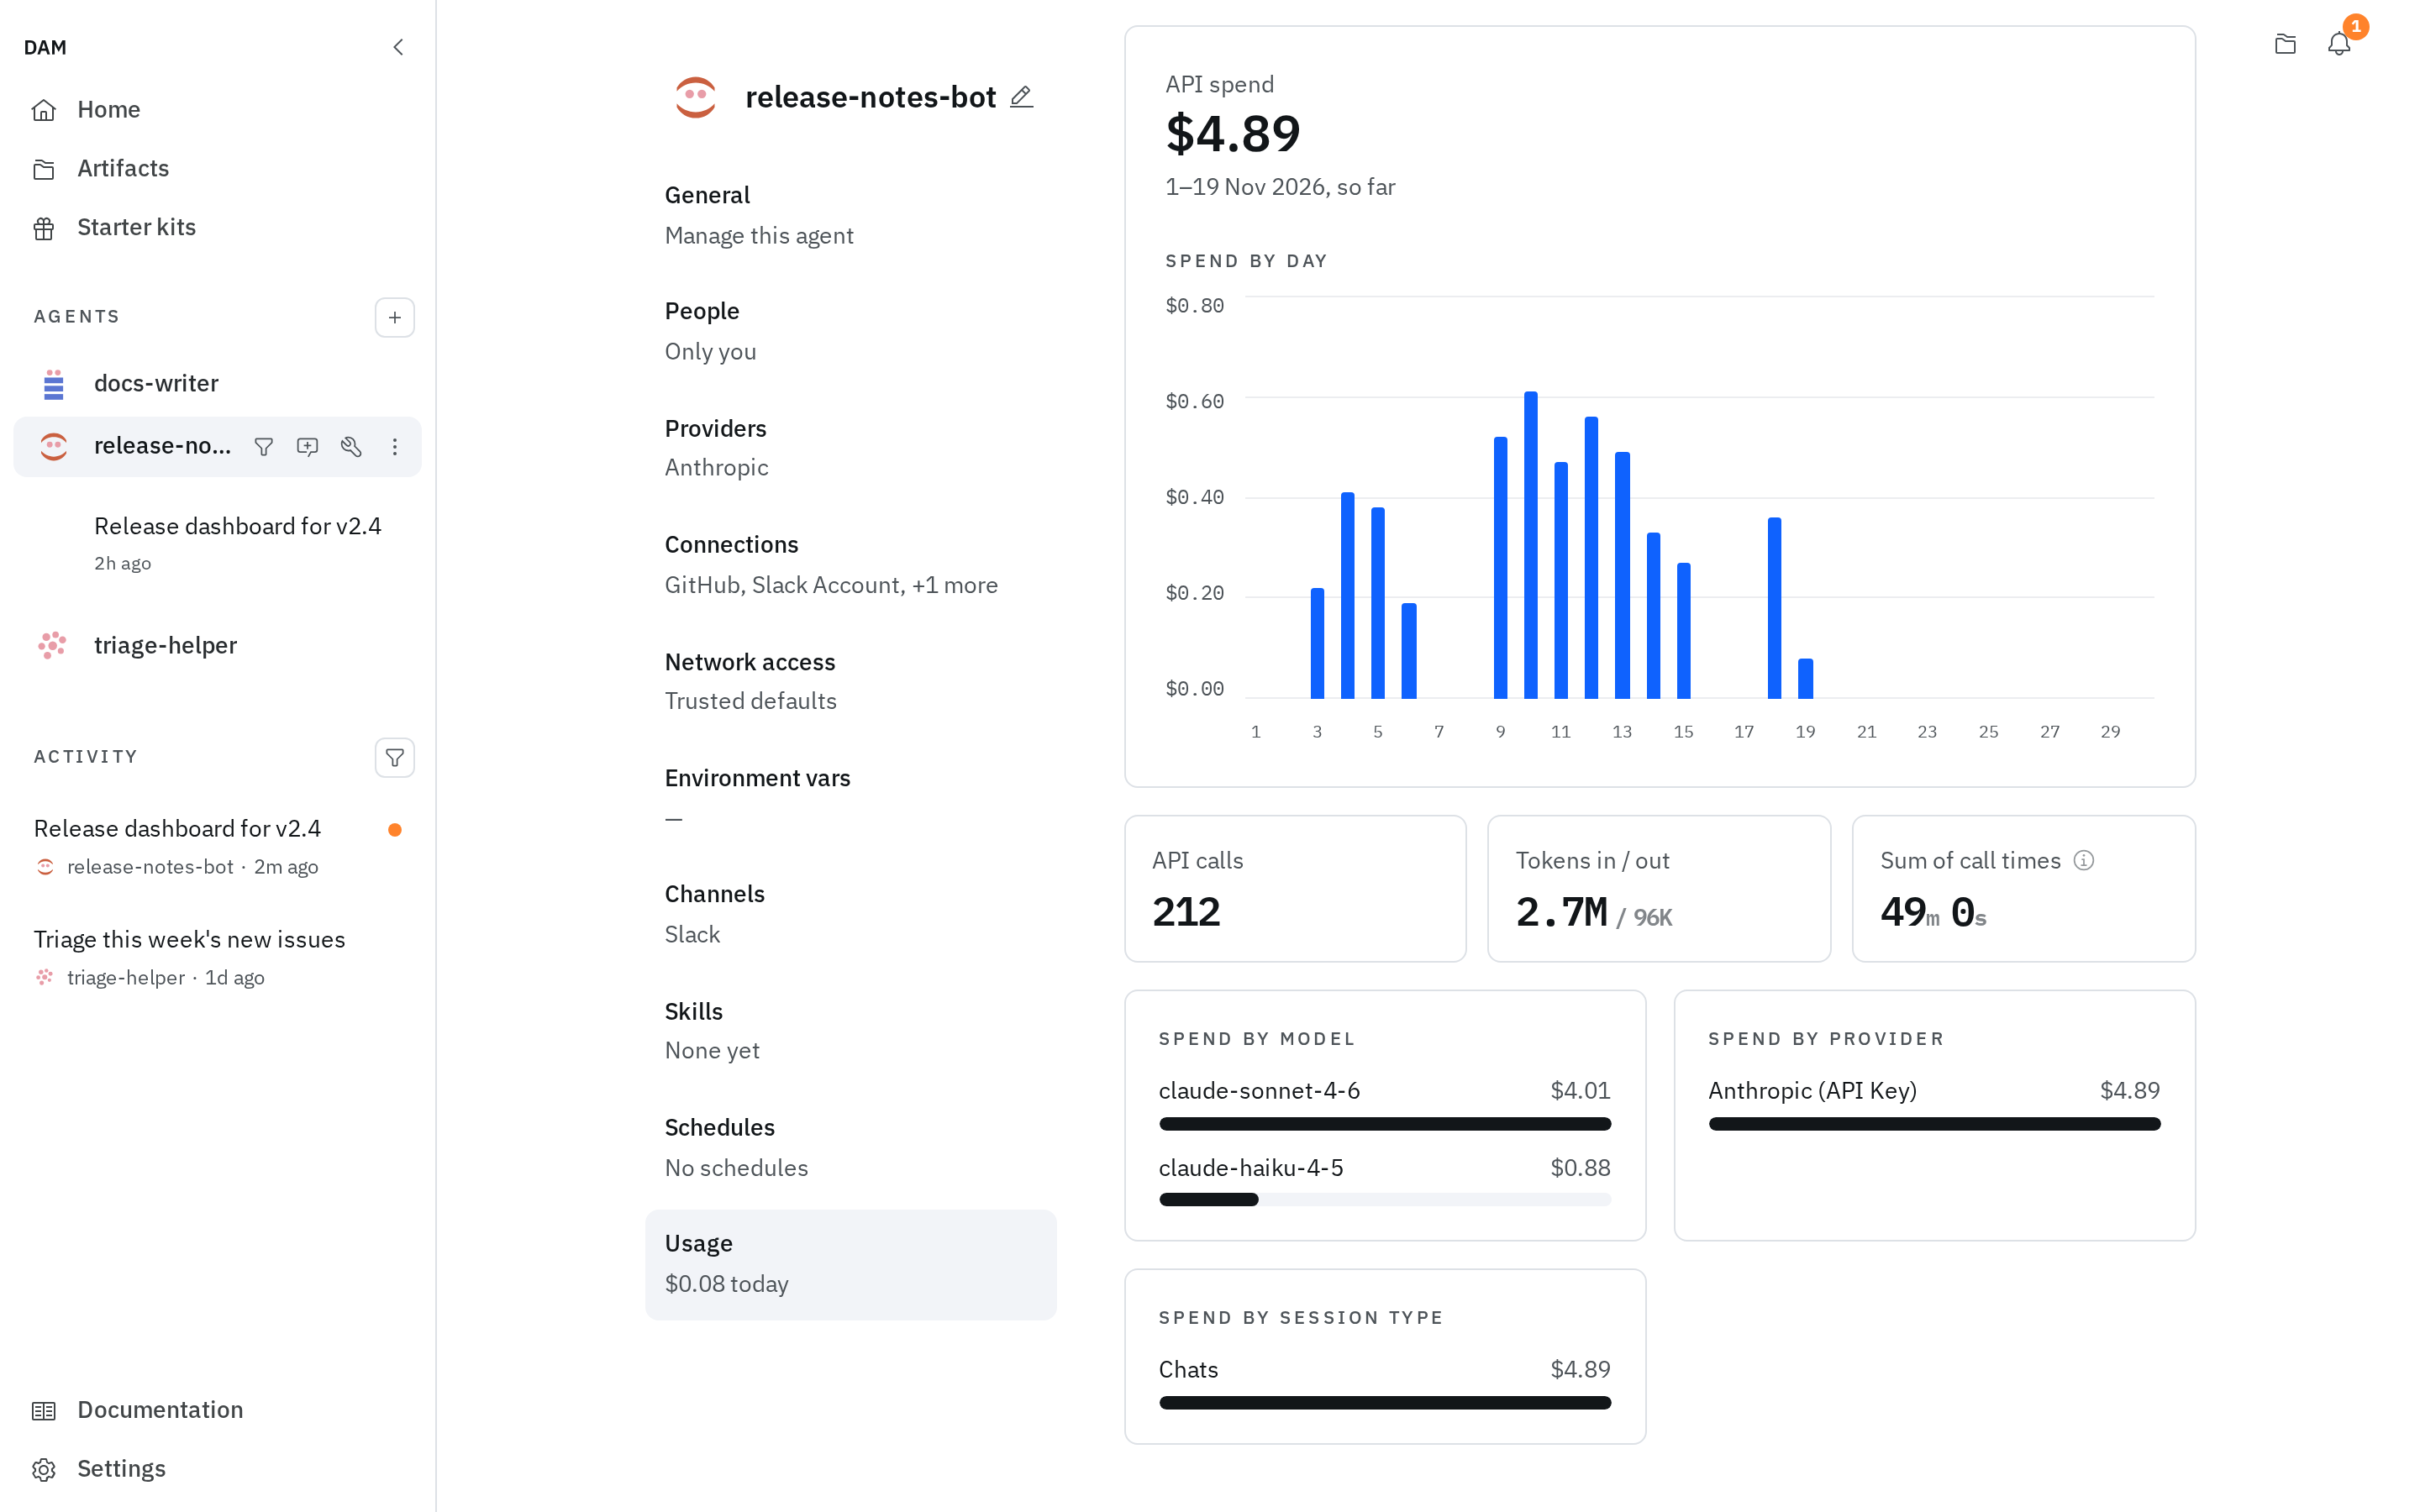 DAM
Home
Artifacts
Starter kits
AGENTS
docs-writer
release-no...
Release dashboard for v2.4
2h ago
triage-helper
ACTIVITY
Release dashboard for v2.4
release-notes-bot · 2m ago
Triage this week's new issues
triage-helper · 1d ago
Documentation
Settings
release-notes-bot
General
Manage this agent
People
Only you
Providers
Anthropic
Connections
GitHub, Slack Account, +1 more
Network access
Trusted defaults
Environment vars
—
Channels
Slack
Skills
None yet
Schedules
No schedules
Usage
$0.08 today
API spend
$4.89
1–19 Nov 2026, so far
SPEND BY DAY
$0.80
$0.60
$0.40
$0.20
$0.00
1 3 5 7 9 11 13 15 17 19 21 23 25 27 29
API calls
212
Tokens in / out
2.7M / 96K
Sum of call times
49m 0s
SPEND BY MODEL
claude-sonnet-4-6 $4.01
claude-haiku-4-5 $0.88
SPEND BY PROVIDER
Anthropic (API Key) $4.89
SPEND BY SESSION TYPE
Chats $4.89
1